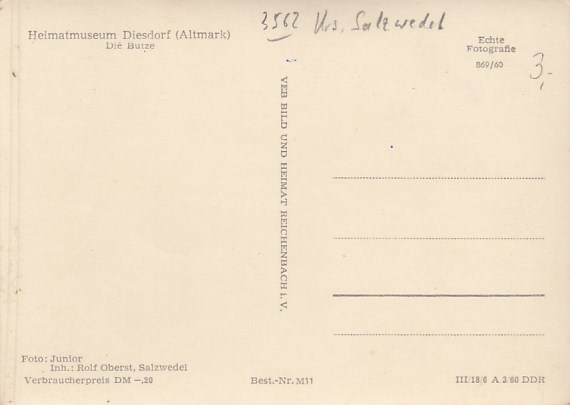 3562 Krs. Salzwedel
Heimatmuseum Diesdorf (Altmark)
Die Butze
Echte
Fotografie
869/60
3,-
VEB BILD UND HEIMAT REICHENBACH i.V.
Foto: Junior
Inh.: Rolf Oberst, Salzwedel
Verbraucherpreis DM —,20
Best.-Nr. M11
III/18/6 A 3/60 DDR